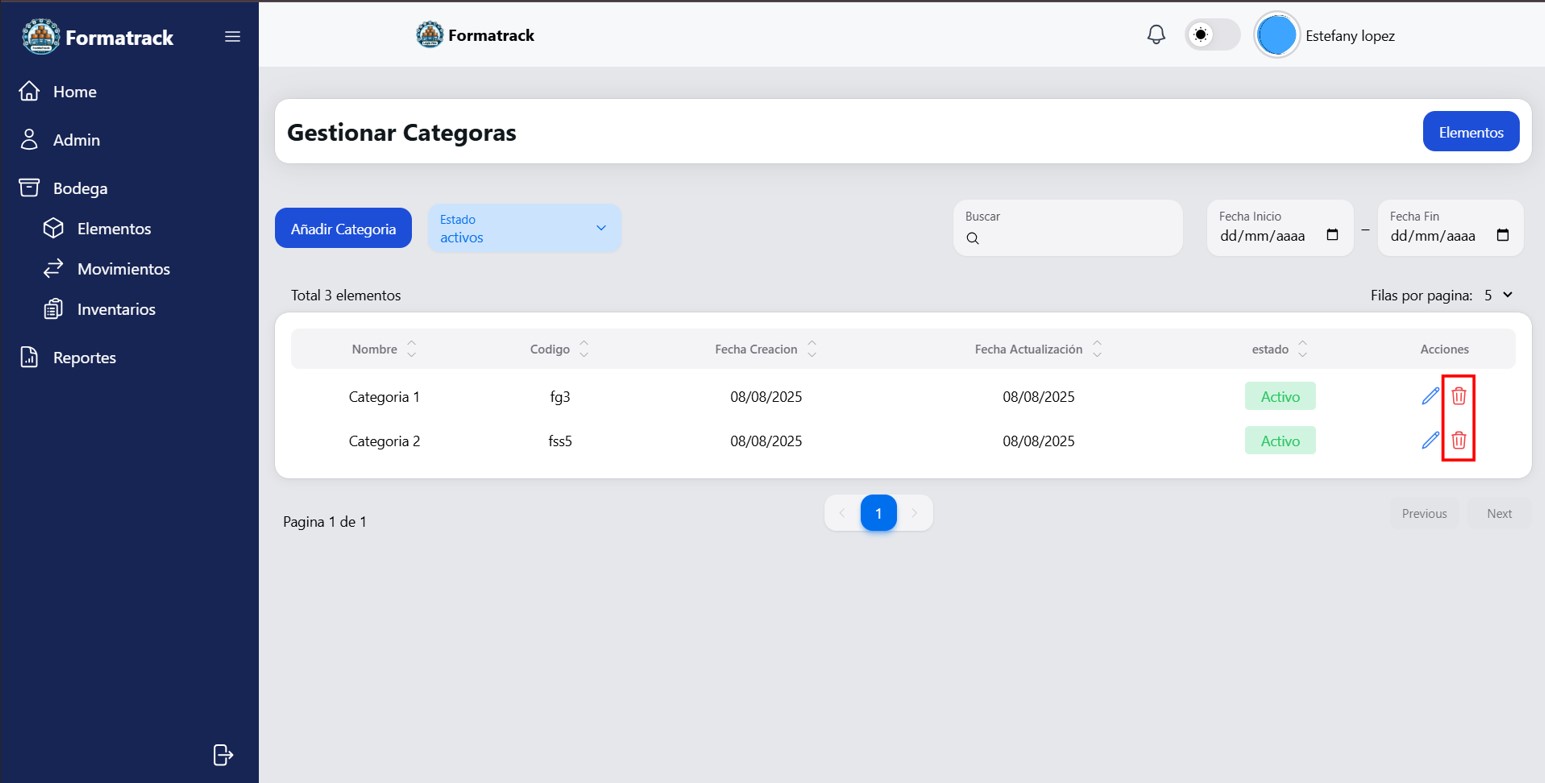 Formatrack
Home
Admin
Bodega
Elementos
Movimientos
Inventarios
Reportes
Formatrack
Estefany lopez
Gestionar Categoras
Elementos
Añadir Categoria
Estado
activos
Buscar
Fecha Inicio
dd/mm/aaaa
–
Fecha Fin
dd/mm/aaaa
Total 3 elementos
Filas por pagina: 5
Nombre Codigo Fecha Creacion Fecha Actualización estado Acciones
Categoria 1 fg3 08/08/2025 08/08/2025 Activo
Categoria 2 fss5 08/08/2025 08/08/2025 Activo
Pagina 1 de 1
1
Previous
Next